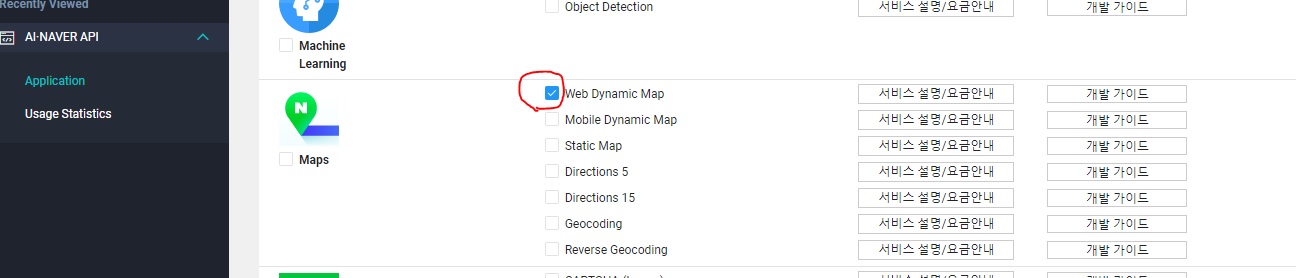 Recently Viewed
AI·NAVER API
Application
Usage Statistics
Object Detection 서비스 설명/요금안내 개발 가이드
Machine
Learning
Web Dynamic Map 서비스 설명/요금안내 개발 가이드
Mobile Dynamic Map 서비스 설명/요금안내 개발 가이드
N
Static Map 서비스 설명/요금안내 개발 가이드
Maps
Directions 5 서비스 설명/요금안내 개발 가이드
Directions 15 서비스 설명/요금안내 개발 가이드
Geocoding 서비스 설명/요금안내 개발 가이드
Reverse Geocoding 서비스 설명/요금안내 개발 가이드